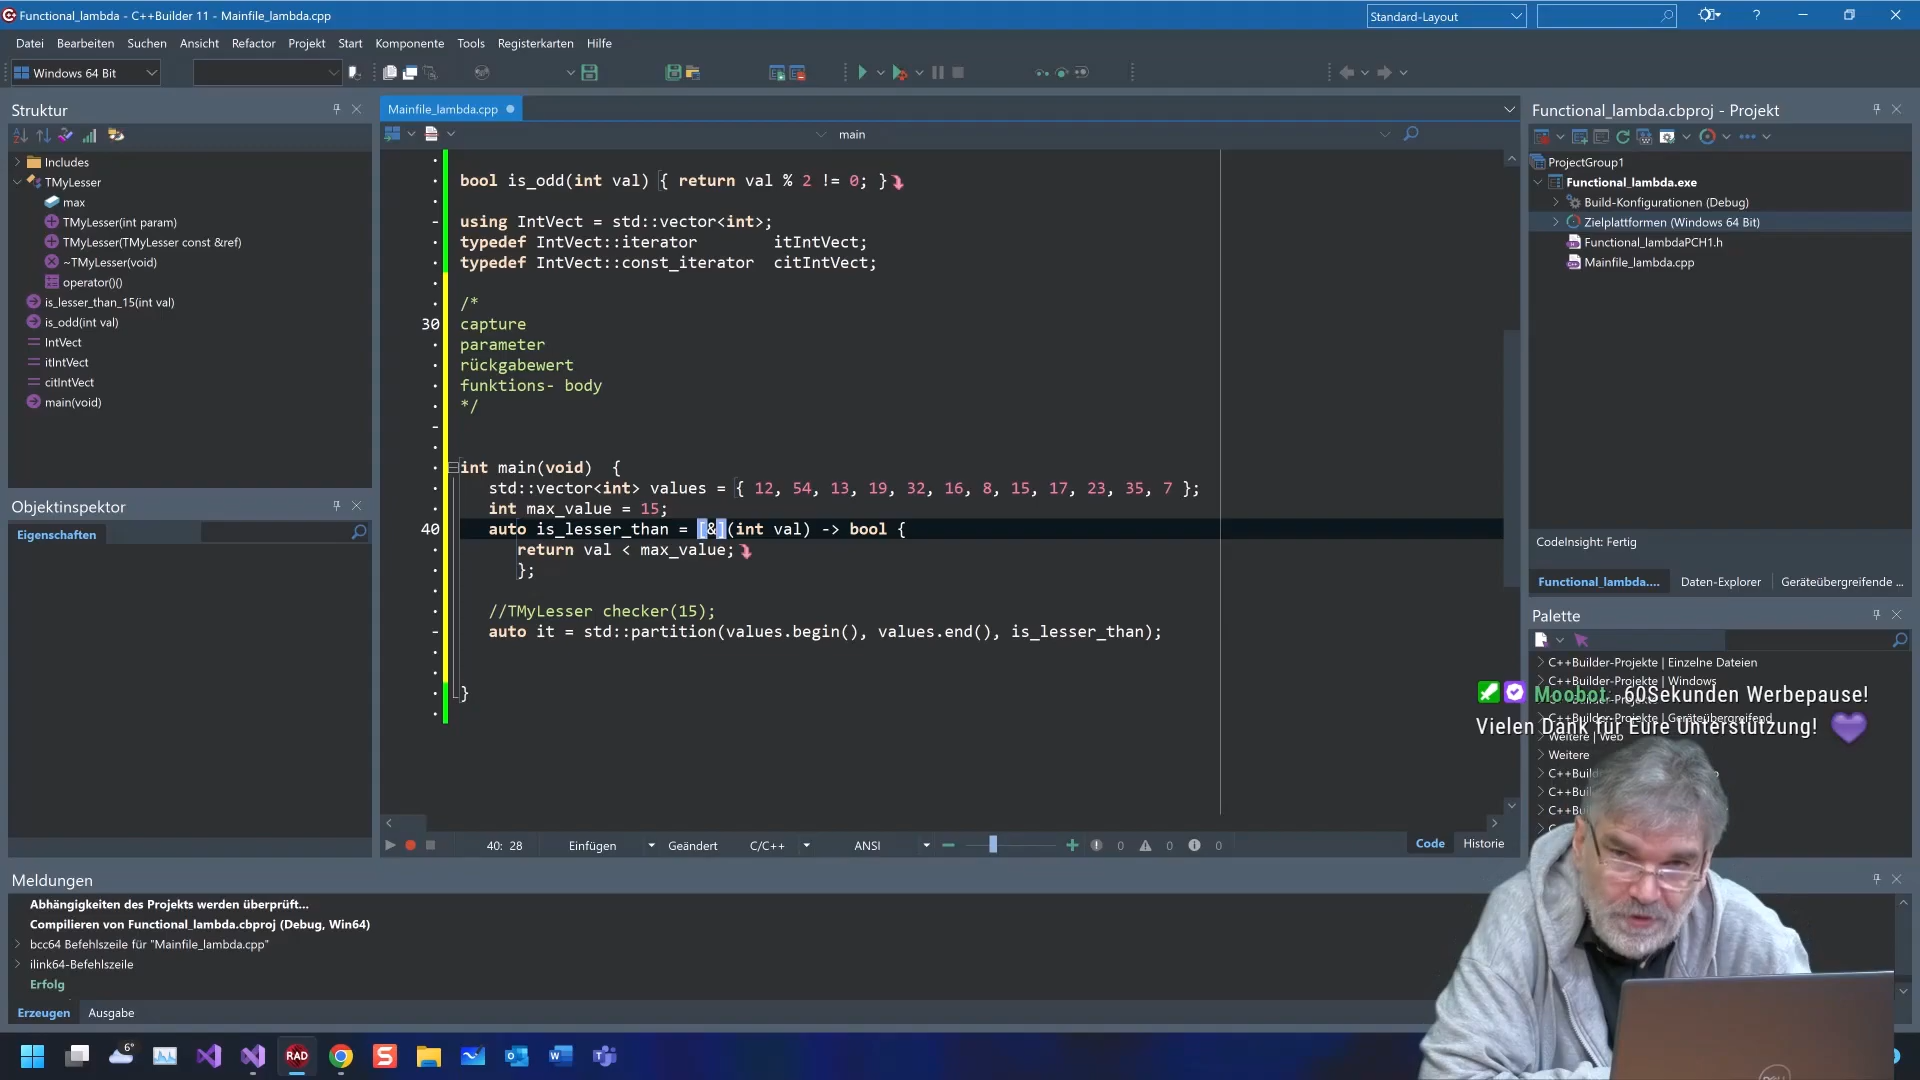 Functional_lambda - C++Builder 11 - Mainfile_lambda.cpp
Standard-Layout
?
Datei Bearbeiten Suchen Ansicht Refactor Projekt Start Komponente Tools Registerkarten Hilfe
Windows 64 Bit
Struktur
Includes
TMyLesser
max
TMyLesser(int param)
TMyLesser(TMyLesser const &ref)
~TMyLesser(void)
operator()()
is_lesser_than_15(int val)
is_odd(int val)
IntVect
itIntVect
citIntVect
main(void)
Objektinspektor
Eigenschaften
Mainfile_lambda.cpp
main
bool is_odd(int val) { return val % 2 != 0; }
using IntVect = std::vector<int>;
typedef IntVect::iterator itIntVect;
typedef IntVect::const_iterator citIntVect;
/*
30 capture
parameter
rückgabewert
funktions- body
*/
int main(void) {
std::vector<int> values = { 12, 54, 13, 19, 32, 16, 8, 15, 17, 23, 35, 7 };
int max_value = 15;
40 auto is_lesser_than = [&](int val) -> bool {
return val < max_value;
};
//TMyLesser checker(15);
auto it = std::partition(values.begin(), values.end(), is_lesser_than);
}
40: 28 Einfügen Geändert C/C++ ANSI 0 0 0
Code Historie
Functional_lambda.cbproj - Projekt
ProjectGroup1
Functional_lambda.exe
Build-Konfigurationen (Debug)
Zielplattformen (Windows 64 Bit)
Functional_lambdaPCH1.h
Mainfile_lambda.cpp
CodeInsight: Fertig
Functional_lambda.... Daten-Explorer Geräteübergreifende ...
Palette
C++Builder-Projekte | Einzelne Dateien
C++Builder-Projekte | Windows
C++Builder-Projekte | Geräteübergreifend
Weitere | Web
Weitere
Moobot: 60Sekunden Werbepause!
Vielen Dank für Eure Unterstützung!
Meldungen
Abhängigkeiten des Projekts werden überprüft...
Compilieren von Functional_lambda.cbproj (Debug, Win64)
bcc64 Befehlszeile für "Mainfile_lambda.cpp"
ilink64-Befehlszeile
Erfolg
Erzeugen Ausgabe
6°
RAD